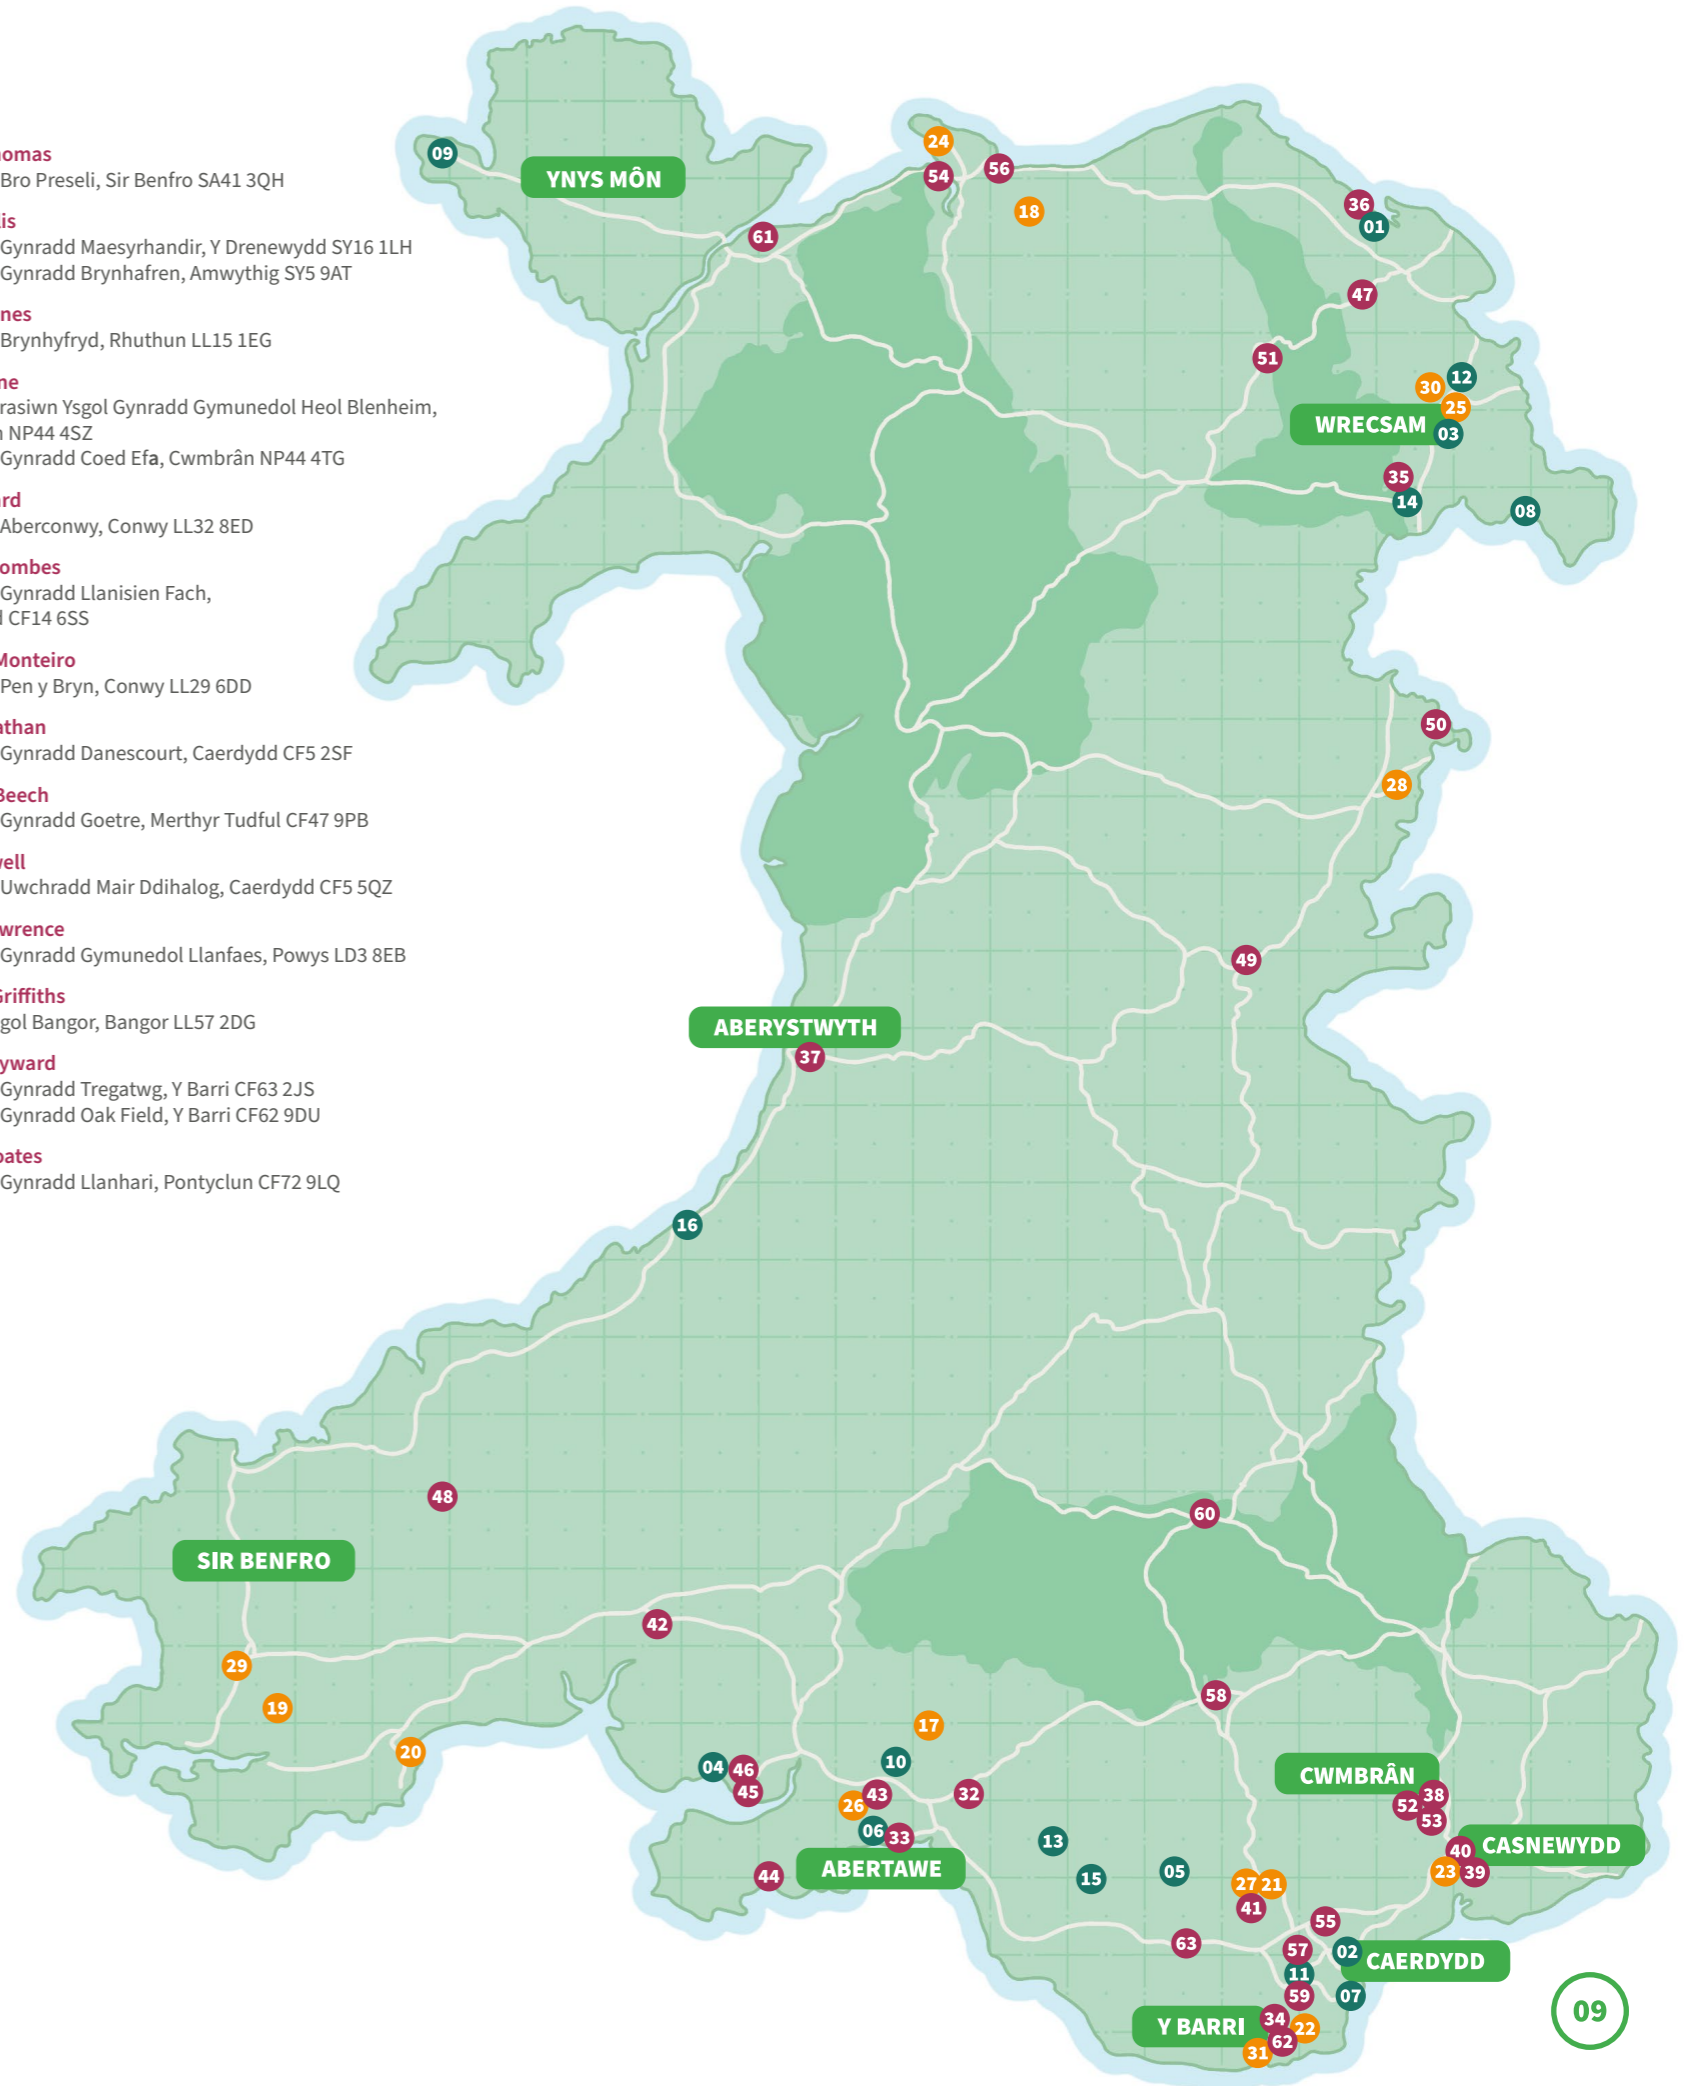 homas
Bro Preseli, Sir Benfro SA41 3QH
lis
Gynradd Maesyrhandir, Y Drenewydd SY16 1LH
Gynradd Brynhafren, Amwythig SY5 9AT
nes
Brynhyfryd, Rhuthun LL15 1EG
ne
rasiwn Ysgol Gynradd Gymunedol Heol Blenheim,
n NP44 4SZ
Gynradd Coed Efa, Cwmbrân NP44 4TG
rd
Aberconwy, Conwy LL32 8ED
ombes
Gynradd Llanisien Fach,
d CF14 6SS
Monteiro
Pen y Bryn, Conwy LL29 6DD
athan
Gynradd Danescourt, Caerdydd CF5 2SF
Beech
Gynradd Goetre, Merthyr Tudful CF47 9PB
well
Uwchradd Mair Ddihalog, Caerdydd CF5 5QZ
wrence
Gynradd Gymunedol Llanfaes, Powys LD3 8EB
Griffiths
gol Bangor, Bangor LL57 2DG
yward
Gynradd Tregatwg, Y Barri CF63 2JS
Gynradd Oak Field, Y Barri CF62 9DU
oates
Gynradd Llanhari, Pontyclun CF72 9LQ
24
09
56
54
YNYS MÔN
36
18
01
61
47
51
12
30
25
WRECSAM
03
35
14
08
50
28
49
ABERYSTWYTH
37
16
48
60
SIR BENFRO
42
29
58
19
17
20
10
04
46
CWMBRÂN
45
43
32
38
26
52
53
06
33
13
CASNEWYDD
40
ABERTAWE
05
23
39
44
15
27
21
41
55
63
57
02
CAERDYDD
11
59
07
34
Y BARRI
22
62
31
09